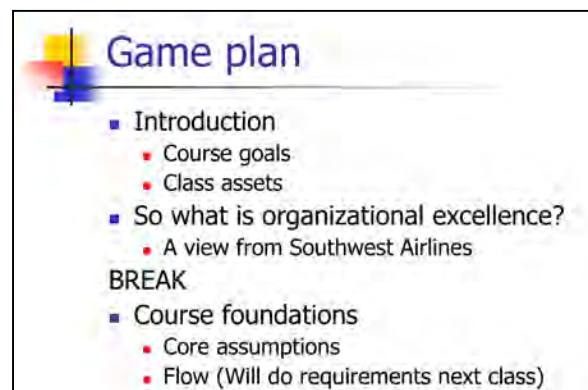 Game plan
Introduction
Course goals
Class assets
So what is organizational excellence?
A view from Southwest Airlines
BREAK
Course foundations
Core assumptions
Flow (Will do requirements next class)